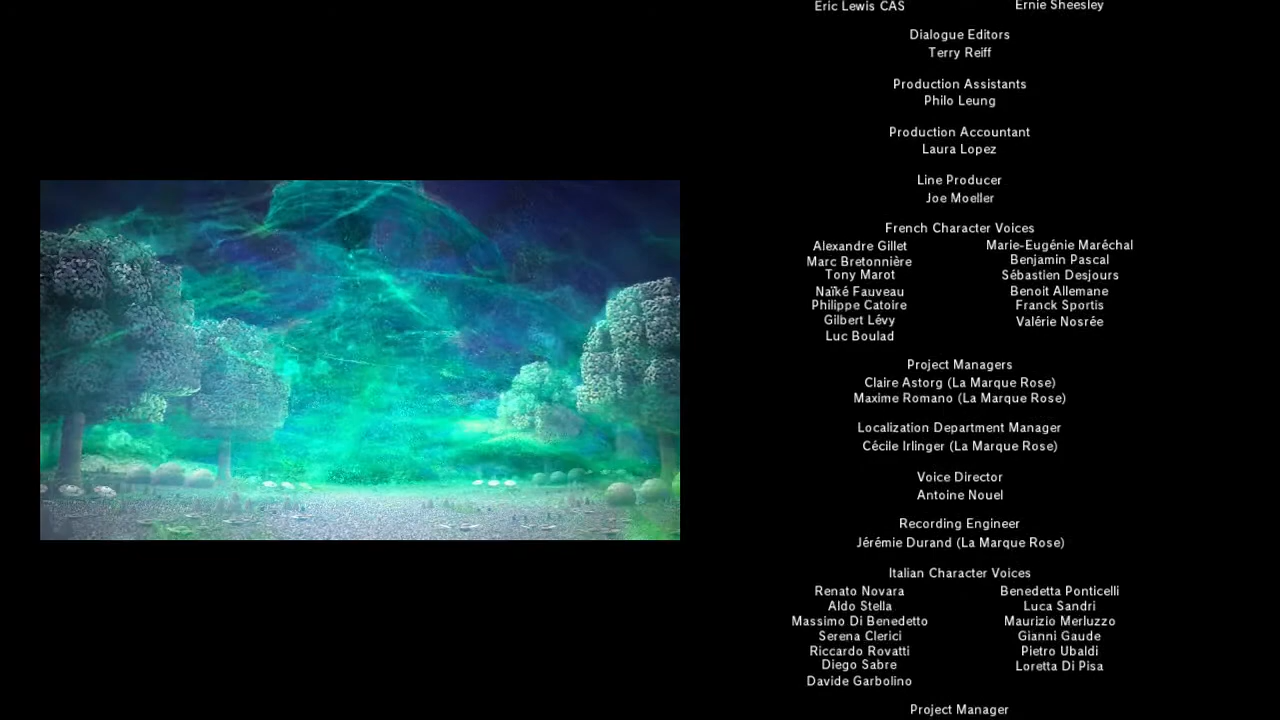 Eric Lewis CAS Ernie Sheesley
Dialogue Editors
Terry Reiff
Production Assistants
Philo Leung
Production Accountant
Laura Lopez
Line Producer
Joe Moeller
French Character Voices
Alexandre Gillet Marie-Eugénie Maréchal
Marc Bretonnière Benjamin Pascal
Tony Marot Sébastien Desjours
Naïké Fauveau Benoit Allemane
Philippe Catoire Franck Sportis
Gilbert Lévy Valérie Nosrée
Luc Boulad
Project Managers
Claire Astorg (La Marque Rose)
Maxime Romano (La Marque Rose)
Localization Department Manager
Cécile Irlinger (La Marque Rose)
Voice Director
Antoine Nouel
Recording Engineer
Jérémie Durand (La Marque Rose)
Italian Character Voices
Renato Novara Benedetta Ponticelli
Aldo Stella Luca Sandri
Massimo Di Benedetto Maurizio Merluzzo
Serena Clerici Gianni Gaude
Riccardo Rovatti Pietro Ubaldi
Diego Sabre Loretta Di Pisa
Davide Garbolino
Project Manager